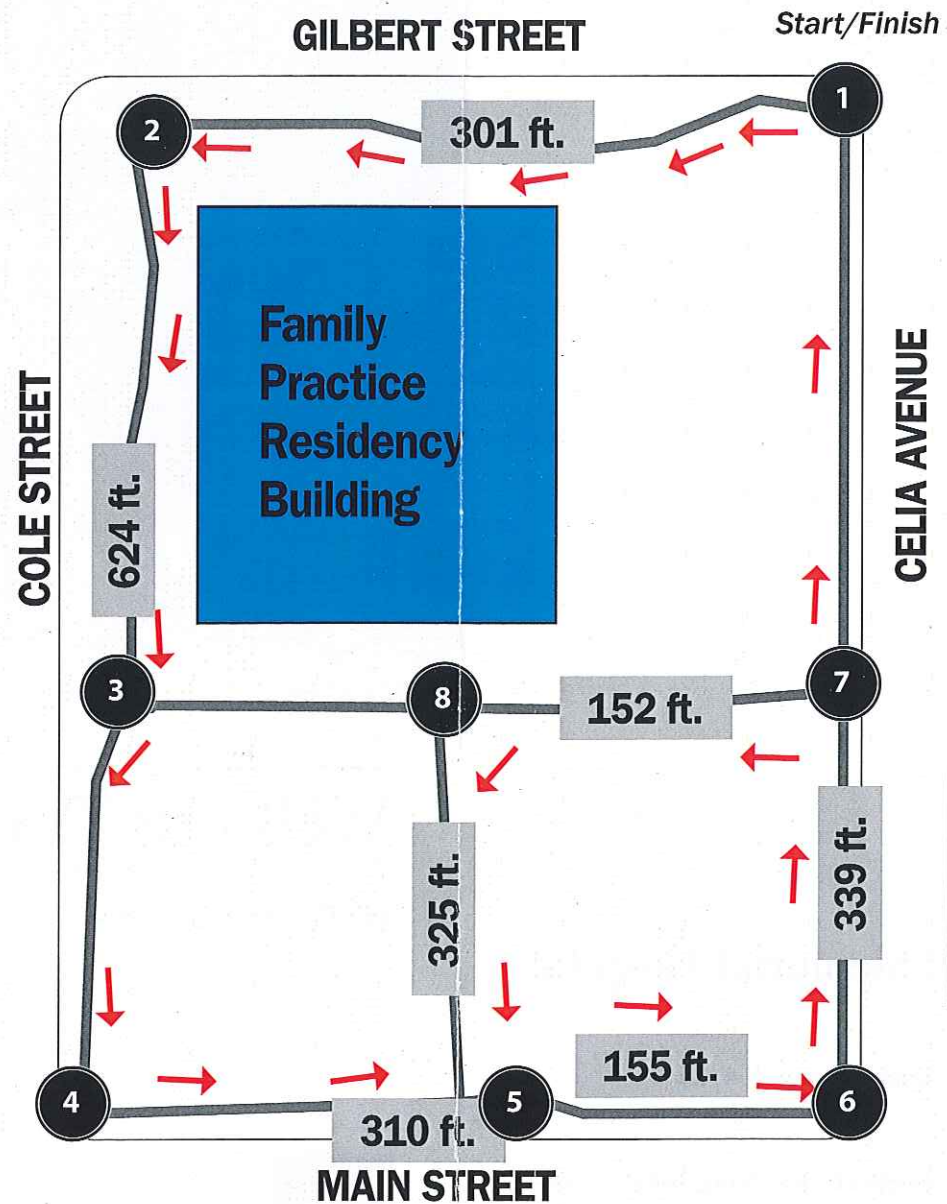 GILBERT STREET
Start/Finish
1
2
301 ft.
Family
Practice
Residency
Building
COLE STREET
624 ft.
CELIA AVENUE
3
8
152 ft.
7
325 ft.
339 ft.
155 ft.
4
5
6
310 ft.
MAIN STREET